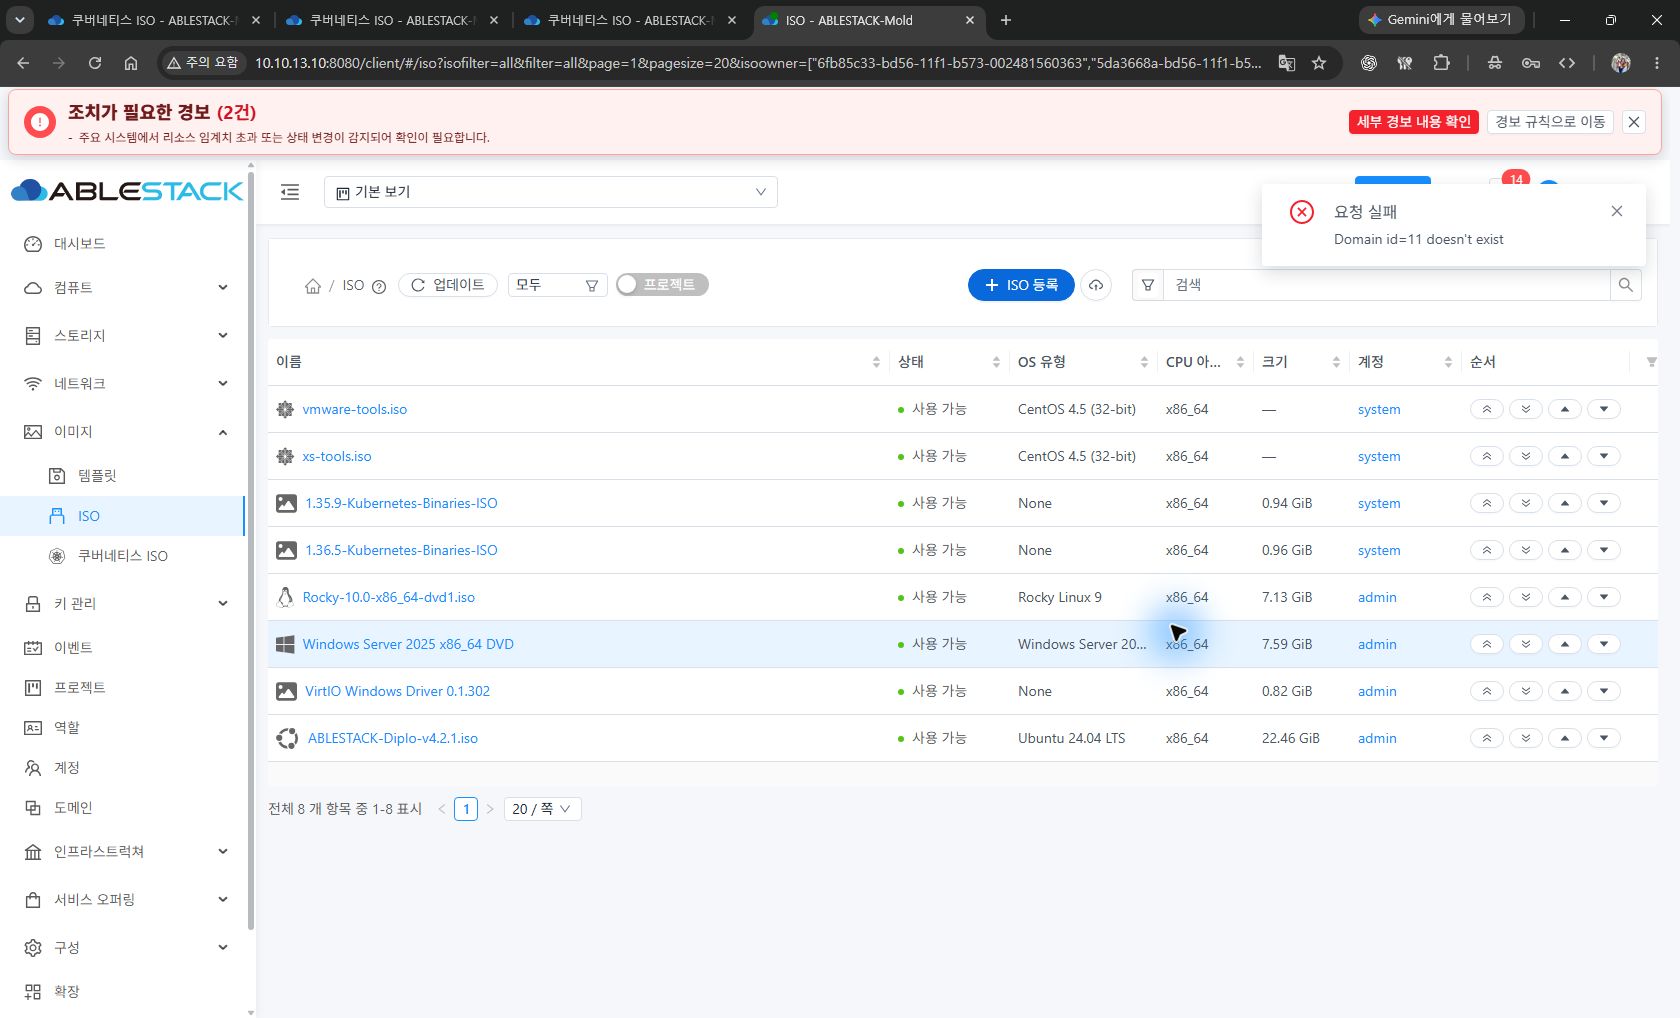 쿠버네티스 ISO - ABLESTACK-
쿠버네티스 ISO - ABLESTACK-
쿠버네티스 ISO - ABLESTACK-
ISO - ABLESTACK-Mold
Gemini에게 물어보기
주의 요함
10.10.13.10:8080/client/#/iso?isofilter=all&filter=all&page=1&pagesize=20&isoowner=["6fb85c33-bd56-11f1-b573-002481560363","5da3668a-bd56-11f1-b5...
조치가 필요한 경보 (2건)
- 주요 시스템에서 리소스 임계치 초과 또는 상태 변경이 감지되어 확인이 필요합니다.
세부 경보 내용 확인
경보 규칙으로 이동
ABLESTACK
기본 보기
14
요청 실패
Domain id=11 doesn't exist
대시보드
컴퓨트
스토리지
네트워크
이미지
템플릿
ISO
쿠버네티스 ISO
키 관리
이벤트
프로젝트
역할
계정
도메인
인프라스트럭쳐
서비스 오퍼링
구성
확장
/ ISO
업데이트
모두
프로젝트
+ ISO 등록
검색
이름 상태 OS 유형 CPU 아... 크기 계정 순서
vmware-tools.iso 사용 가능 CentOS 4.5 (32-bit) x86_64 — system
xs-tools.iso 사용 가능 CentOS 4.5 (32-bit) x86_64 — system
1.35.9-Kubernetes-Binaries-ISO 사용 가능 None x86_64 0.94 GiB system
1.36.5-Kubernetes-Binaries-ISO 사용 가능 None x86_64 0.96 GiB system
Rocky-10.0-x86_64-dvd1.iso 사용 가능 Rocky Linux 9 x86_64 7.13 GiB admin
Windows Server 2025 x86_64 DVD 사용 가능 Windows Server 20... x86_64 7.59 GiB admin
VirtIO Windows Driver 0.1.302 사용 가능 None x86_64 0.82 GiB admin
ABLESTACK-Diplo-v4.2.1.iso 사용 가능 Ubuntu 24.04 LTS x86_64 22.46 GiB admin
전체 8 개 항목 중 1-8 표시 < 1 > 20 / 쪽